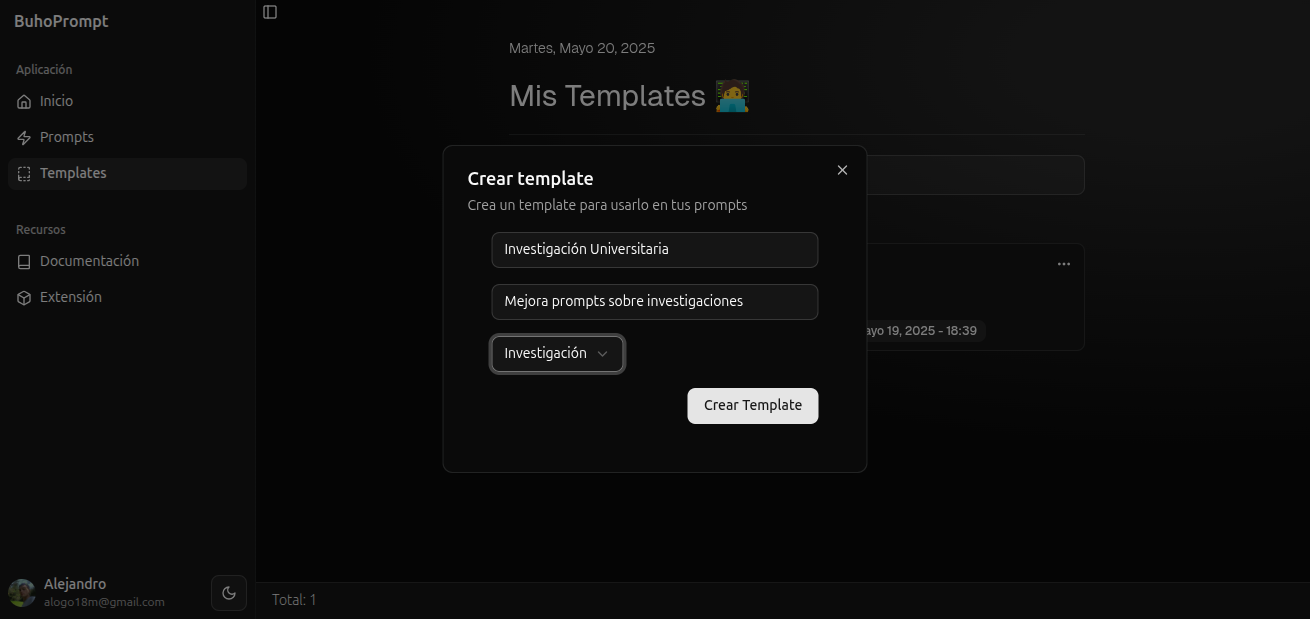 BuhoPrompt
Aplicación
Inicio
Prompts
Templates
Recursos
Documentación
Extensión
Alejandro
alogo18m@gmail.com
Martes, Mayo 20, 2025
Mis Templates
Crear template
Crea un template para usarlo en tus prompts
Investigación Universitaria
Mejora prompts sobre investigaciones
Investigación
Crear Template
19, 2025 - 18:39
Total: 1